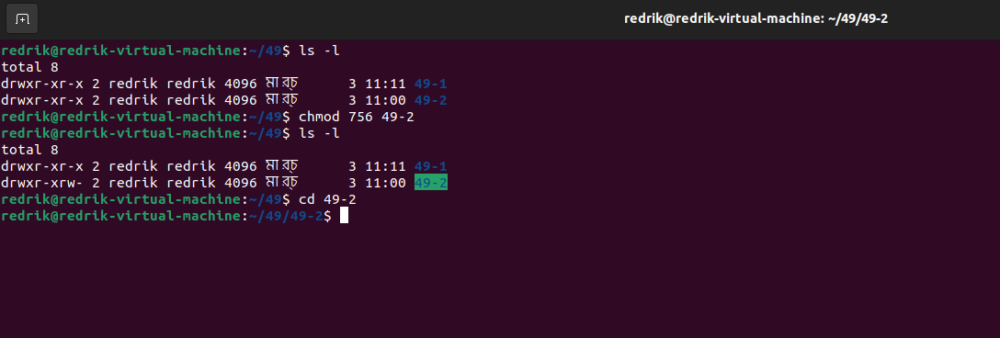 redrik@redrik-virtual-machine: ~/49/49-2
redrik@redrik-virtual-machine:~/49$ ls -l
total 8
drwxr-xr-x 2 redrik redrik 4096 মার্চ      3 11:11 49-1
drwxr-xr-x 2 redrik redrik 4096 মার্চ      3 11:00 49-2
redrik@redrik-virtual-machine:~/49$ chmod 756 49-2
redrik@redrik-virtual-machine:~/49$ ls -l
total 8
drwxr-xr-x 2 redrik redrik 4096 মার্চ      3 11:11 49-1
drwxr-xrw- 2 redrik redrik 4096 মার্চ      3 11:00 49-2
redrik@redrik-virtual-machine:~/49$ cd 49-2
redrik@redrik-virtual-machine:~/49/49-2$